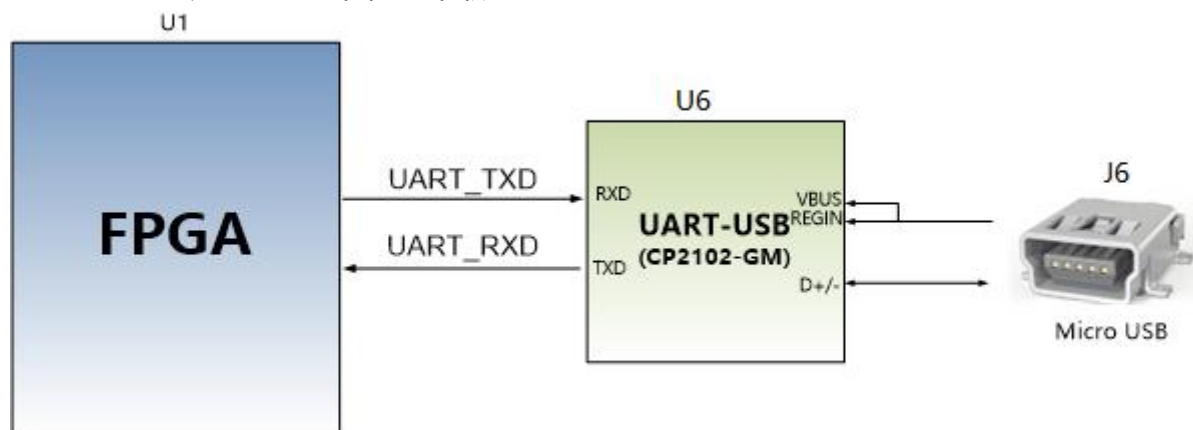 U1
FPGA
UART_TXD
UART_RXD
U6
RXD
TXD
UART-USB
(CP2102-GM)
VBUS
REGIN
D+/-
J6
Micro USB